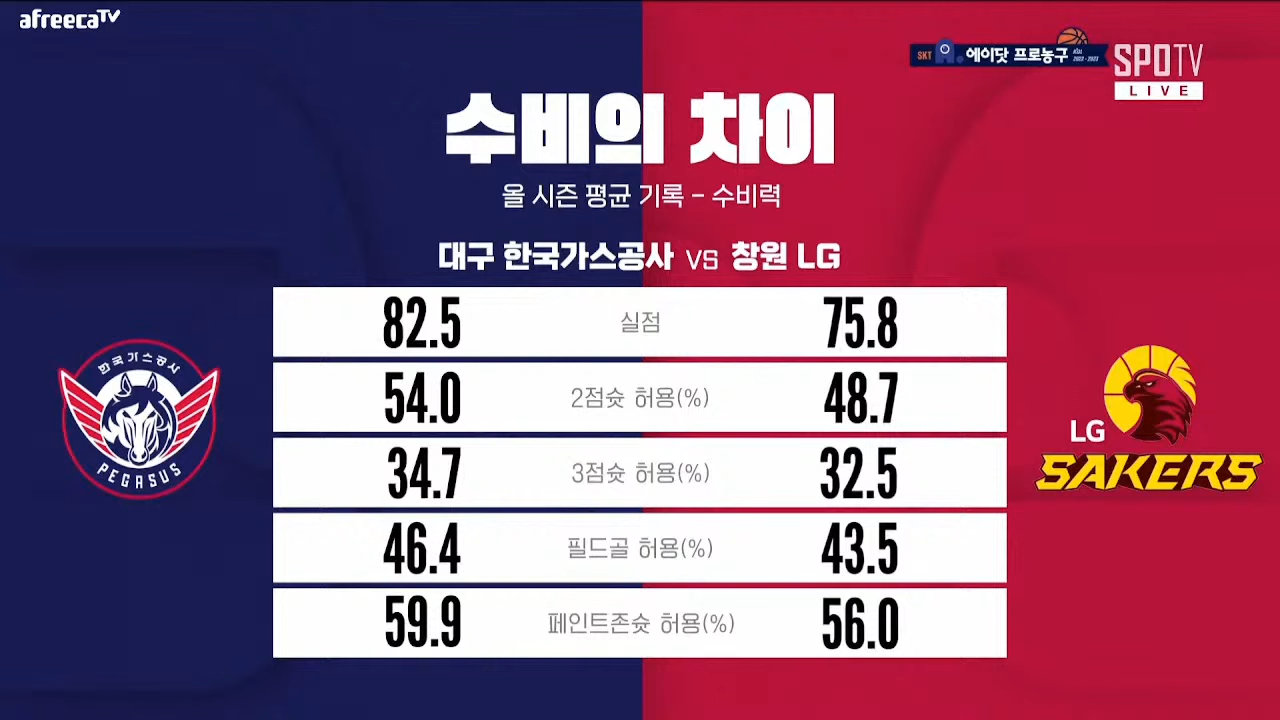 afreecaTV
SKT A. 에이닷 프로농구 2022-2023
SPOTV
LIVE
수비의 차이
올 시즌 평균 기록 - 수비력
대구 한국가스공사 VS 창원 LG
82.5 실점 75.8
54.0 2점슛 허용(%) 48.7
34.7 3점슛 허용(%) 32.5
46.4 필드골 허용(%) 43.5
59.9 페인트존슛 허용(%) 56.0
한국가스공사
PEGASUS
LG
SAKERS